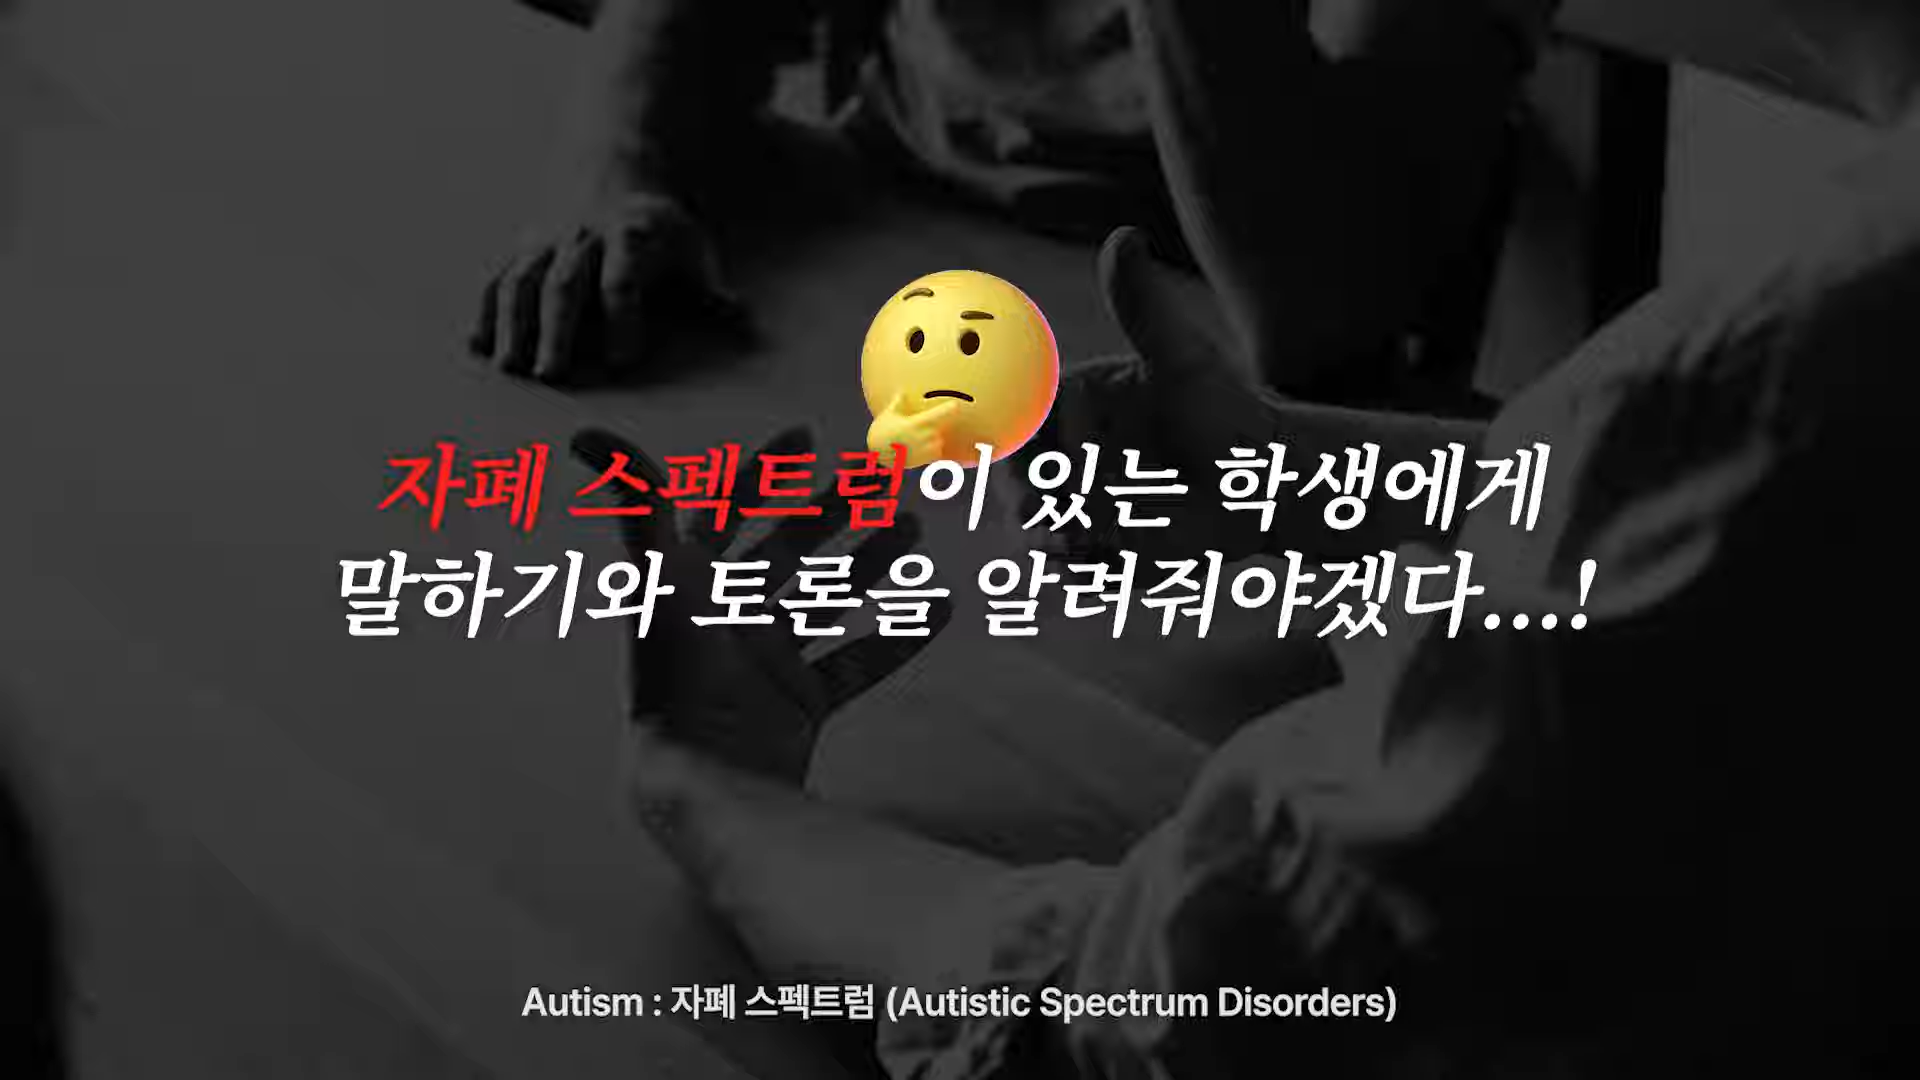 자폐 스펙트럼이 있는 학생에게
말하기와 토론을 알려줘야겠다...!
Autism : 자폐 스펙트럼 (Autistic Spectrum Disorders)